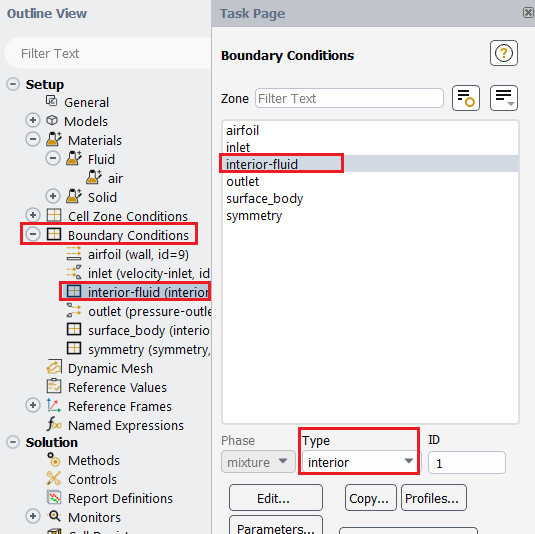 Outline View
Filter Text
Setup
General
Models
Materials
Fluid
air
Solid
Cell Zone Conditions
Boundary Conditions
airfoil (wall, id=9)
inlet (velocity-inlet, id
interior-fluid (interior
outlet (pressure-outle
surface_body (interio
symmetry (symmetry,
Dynamic Mesh
Reference Values
Reference Frames
Named Expressions
Solution
Methods
Controls
Report Definitions
Monitors
Task Page
Boundary Conditions
?
Zone Filter Text
airfoil
inlet
interior-fluid
outlet
surface_body
symmetry
Phase Type ID
mixture interior 1
Edit... Copy... Profiles...
Parameters...